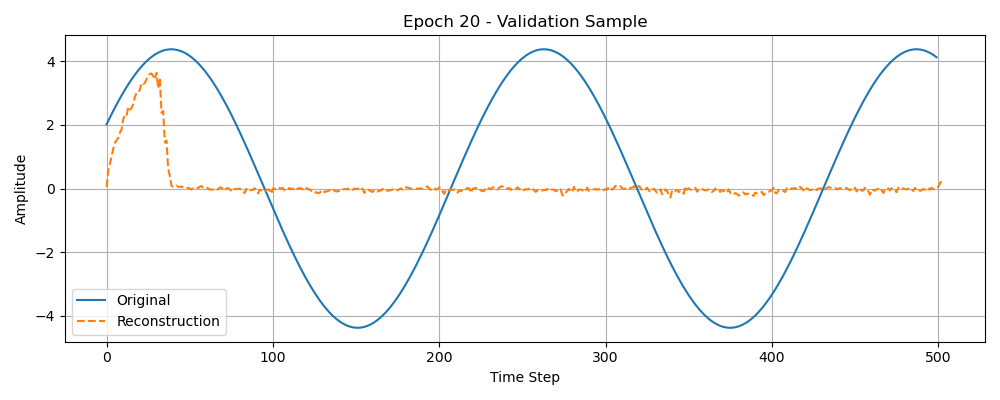 Epoch 20 - Validation Sample
Amplitude
4
2
0
−2
−4
Original
Reconstruction
0 100 200 300 400 500
Time Step